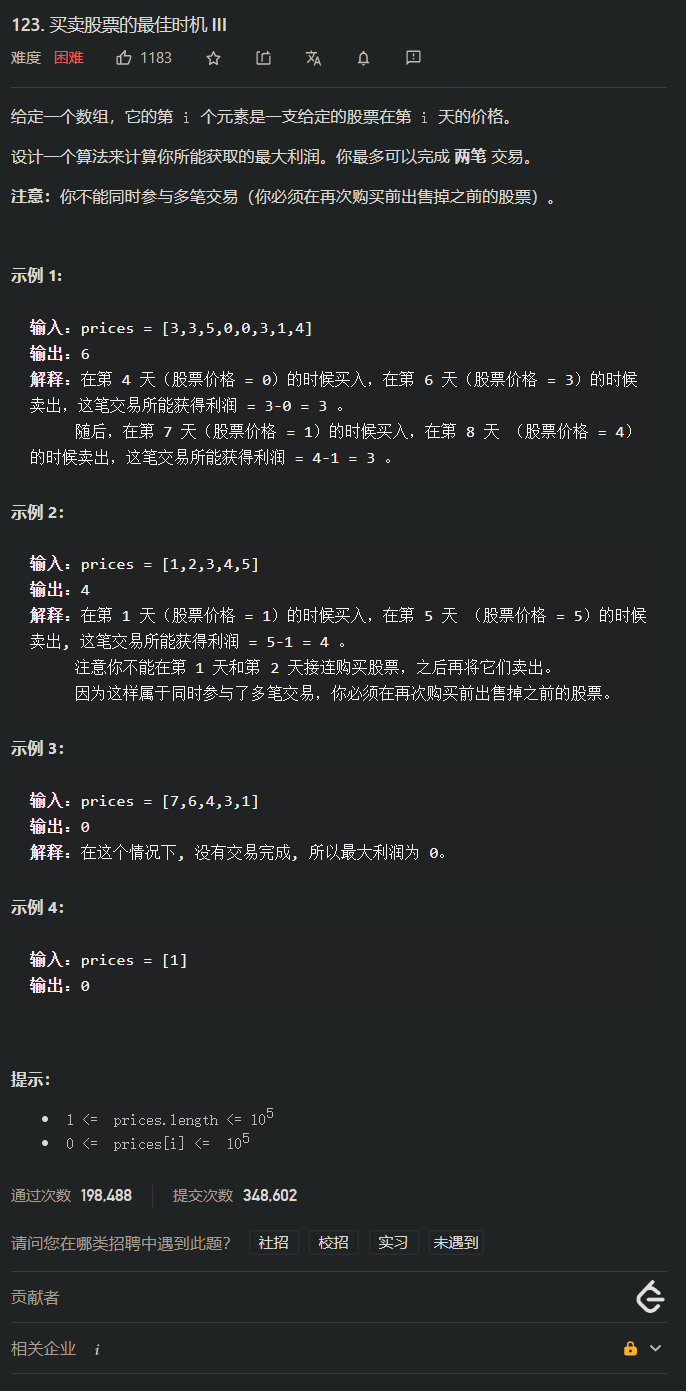 123. 买卖股票的最佳时机 III
难度 困难 1183
给定一个数组，它的第 i 个元素是一支给定的股票在第 i 天的价格。
设计一个算法来计算你所能获取的最大利润。你最多可以完成 两笔 交易。
注意：你不能同时参与多笔交易（你必须在再次购买前出售掉之前的股票）。
示例 1:
输入：prices = [3,3,5,0,0,3,1,4]
输出：6
解释：在第 4 天（股票价格 = 0）的时候买入，在第 6 天（股票价格 = 3）的时候
卖出，这笔交易所能获得利润 = 3-0 = 3 。
随后，在第 7 天（股票价格 = 1）的时候买入，在第 8 天 （股票价格 = 4）
的时候卖出，这笔交易所能获得利润 = 4-1 = 3 。
示例 2：
输入：prices = [1,2,3,4,5]
输出：4
解释：在第 1 天（股票价格 = 1）的时候买入，在第 5 天 （股票价格 = 5）的时候
卖出, 这笔交易所能获得利润 = 5-1 = 4 。
注意你不能在第 1 天和第 2 天接连购买股票，之后再将它们卖出。
因为这样属于同时参与了多笔交易，你必须在再次购买前出售掉之前的股票。
示例 3：
输入：prices = [7,6,4,3,1]
输出：0
解释：在这个情况下, 没有交易完成, 所以最大利润为 0。
示例 4：
输入：prices = [1]
输出：0
提示：
1 <= prices.length <= 10⁵
0 <= prices[i] <= 10⁵
通过次数 198,488 提交次数 348,602
请问您在哪类招聘中遇到此题？ 社招 校招 实习 未遇到
贡献者
相关企业 i